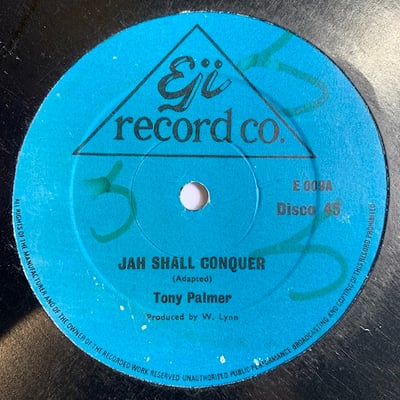 Eji
record co.
E 009A
Disco 45
JAH SHALL CONQUER
(Adapted)
Tony Palmer
Produced by W. Lynn
ALL RIGHTS OF THE MANUFACTURER AND OF THE OWNER OF THE RECORDED WORK RESERVED UNAUTHORISED PUBLIC PERFORMANCE BROADCASTING AND COPYING OF THIS RECORD PROHIBITED